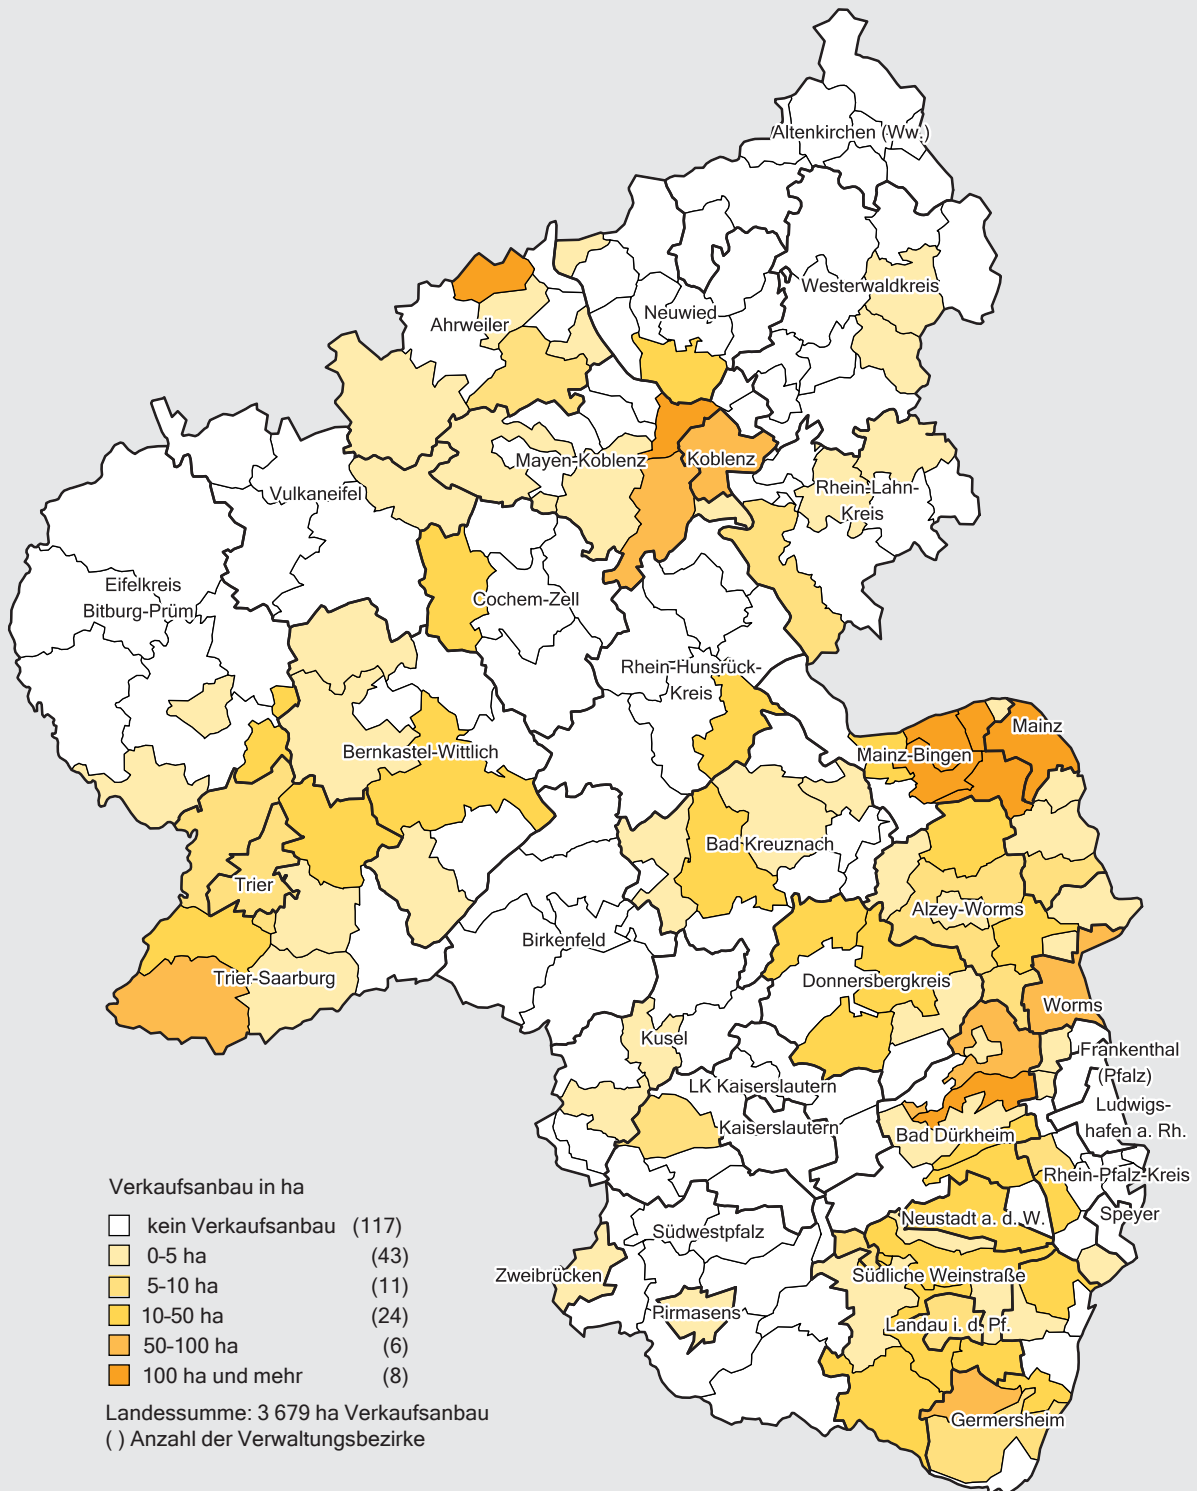 Altenkirchen (Ww.)
Westerwaldkreis
Neuwied
Ahrweiler
Mayen-Koblenz
Koblenz
Rhein-Lahn-
Kreis
Vulkaneifel
Eifelkreis
Bitburg-Prüm
Cochem-Zell
Rhein-Hunsrück-
Kreis
Mainz
Mainz-Bingen
Bernkastel-Wittlich
Bad Kreuznach
Trier
Alzey-Worms
Birkenfeld
Trier-Saarburg
Donnersbergkreis
Worms
Kusel
Frankenthal
(Pfalz)
LK Kaiserslautern
Ludwigs-
hafen a. Rh.
Kaiserslautern
Bad Dürkheim
Rhein-Pfalz-Kreis
Speyer
Neustadt a. d. W.
Südwestpfalz
Zweibrücken
Südliche Weinstraße
Pirmasens
Landau i. d. Pf.
Germersheim
Verkaufsanbau in ha
kein Verkaufsanbau (117)
0-5 ha (43)
5-10 ha (11)
10-50 ha (24)
50-100 ha (6)
100 ha und mehr (8)
Landessumme: 3 679 ha Verkaufsanbau
( ) Anzahl der Verwaltungsbezirke